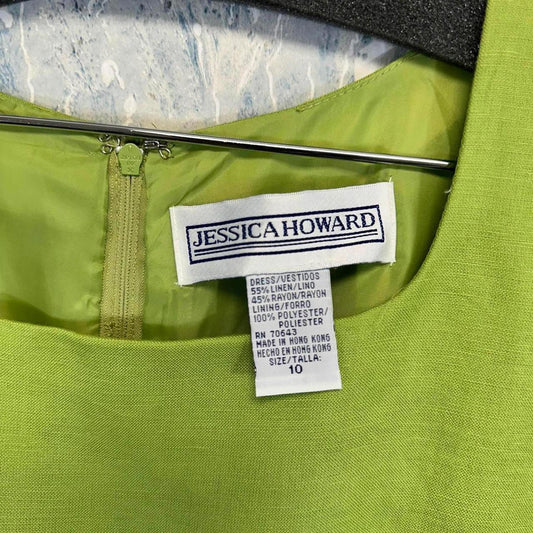 JESSICA HOWARD
DRESS/VESTIDOS
55% LINEN/LINO
45% RAYON/RAYON
LINING/FORRO
100% POLYESTER/
POLIESTER
RN 70643
MADE IN HONG KONG
HECHO EN HONG KONG
SIZE/TALLA:
10